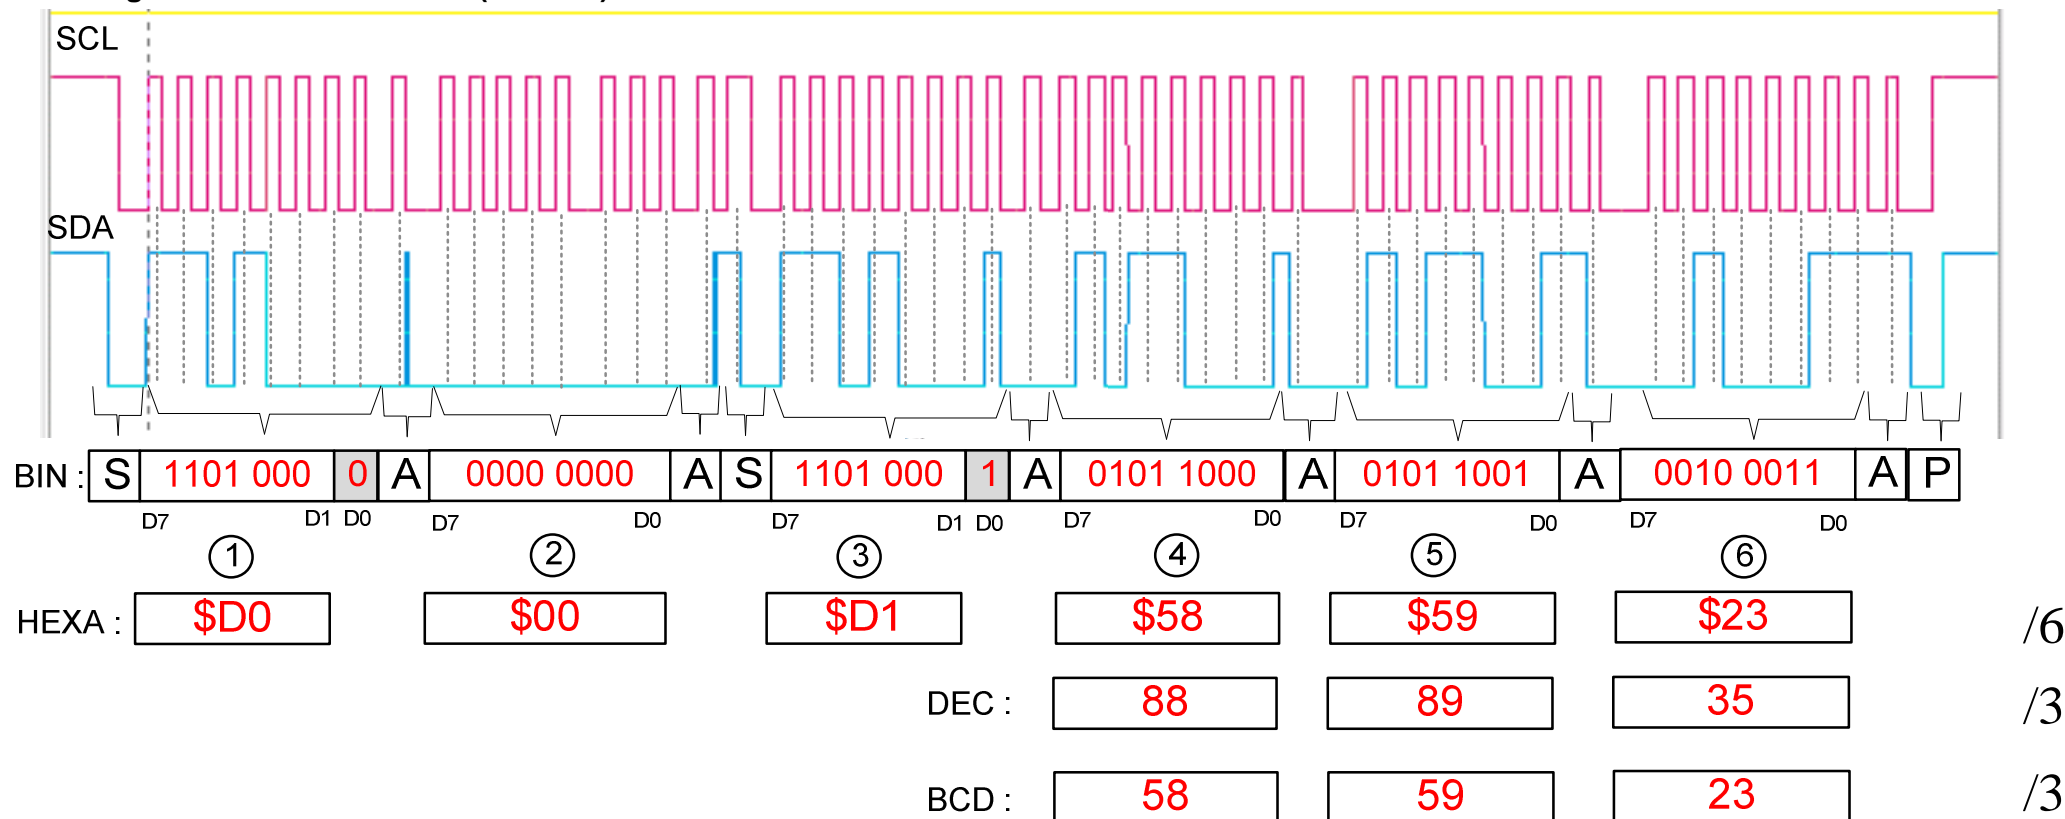 SCL
SDA
BIN : S 1101 000 0 A 0000 0000 A S 1101 000 1 A 0101 1000 A 0101 1001 A 0010 0011 A P
D7 D1 D0 D7 D0 D7 D1 D0 D7 D0 D7 D0 D7 D0
1 2 3 4 5 6
HEXA : $D0 $00 $D1 $58 $59 $23 /6
DEC : 88 89 35 /3
BCD : 58 59 23 /3